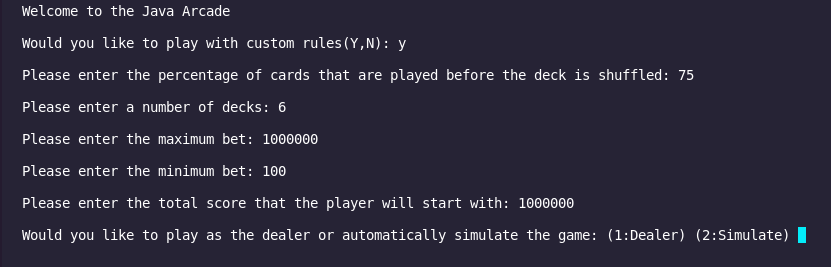 Welcome to the Java Arcade
Would you like to play with custom rules(Y,N): y
Please enter the percentage of cards that are played before the deck is shuffled: 75
Please enter a number of decks: 6
Please enter the maximum bet: 1000000
Please enter the minimum bet: 100
Please enter the total score that the player will start with: 1000000
Would you like to play as the dealer or automatically simulate the game: (1:Dealer) (2:Simulate)